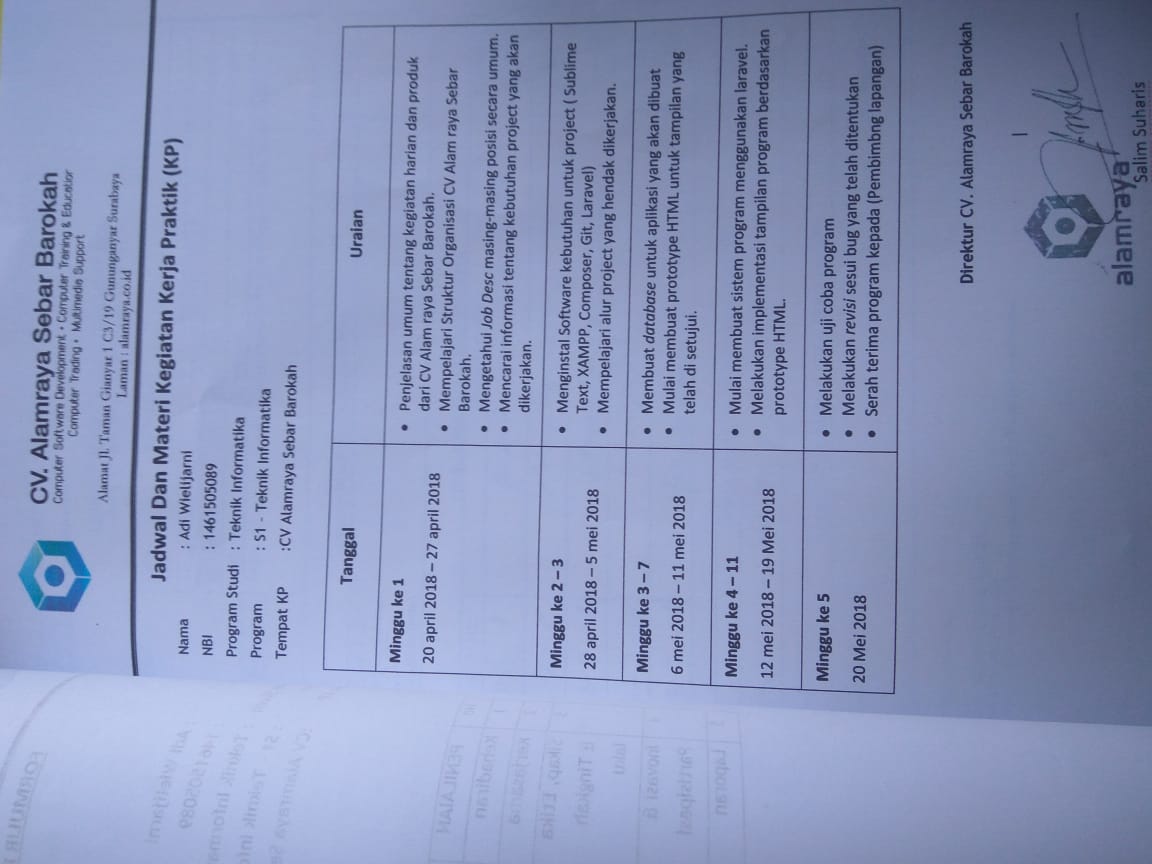 CV. Alamraya Sebar Barokah
Computer Software Development • Computer Training & Education
Computer Trading • Multimedia Support
Alamat Jl. Taman Gianyar 1 C3/19 Gununganyar Surabaya
Laman : alamraya.co.id
Jadwal Dan Materi Kegiatan Kerja Praktik (KP)
Nama : Adi Wielijarni
NBI : 1461505089
Program Studi : Teknik Informatika
Program : S1 - Teknik Informatika
Tempat KP :CV Alamraya Sebar Barokah
Tanggal Uraian
Minggu ke 1
20 april 2018 – 27 april 2018
• Penjelasan umum tentang kegiatan harian dan produk
dari CV Alam raya Sebar Barokah.
• Mempelajari Struktur Organisasi CV Alam raya Sebar
Barokah.
• Mengetahui Job Desc masing-masing posisi secara umum.
• Mencarai informasi tentang kebutuhan project yang akan
dikerjakan.
Minggu ke 2 – 3
28 april 2018 – 5 mei 2018
• Menginstal Software kebutuhan untuk project ( Sublime
Text, XAMPP, Composer, Git, Laravel)
• Mempelajari alur project yang hendak dikerjakan.
Minggu ke 3 – 7
6 mei 2018 – 11 mei 2018
• Membuat database untuk aplikasi yang akan dibuat
• Mulai membuat prototype HTML untuk tampilan yang
telah di setujui.
Minggu ke 4 – 11
12 mei 2018 – 19 Mei 2018
• Mulai membuat sistem program menggunakan laravel.
• Melakukan implementasi tampilan program berdasarkan
prototype HTML.
Minggu ke 5
20 Mei 2018
• Melakukan uji coba program
• Melakukan revisi sesui bug yang telah ditentukan
• Serah terima program kepada (Pembimbng lapangan)
Direktur CV. Alamraya Sebar Barokah
alamraya
Salim Suharis